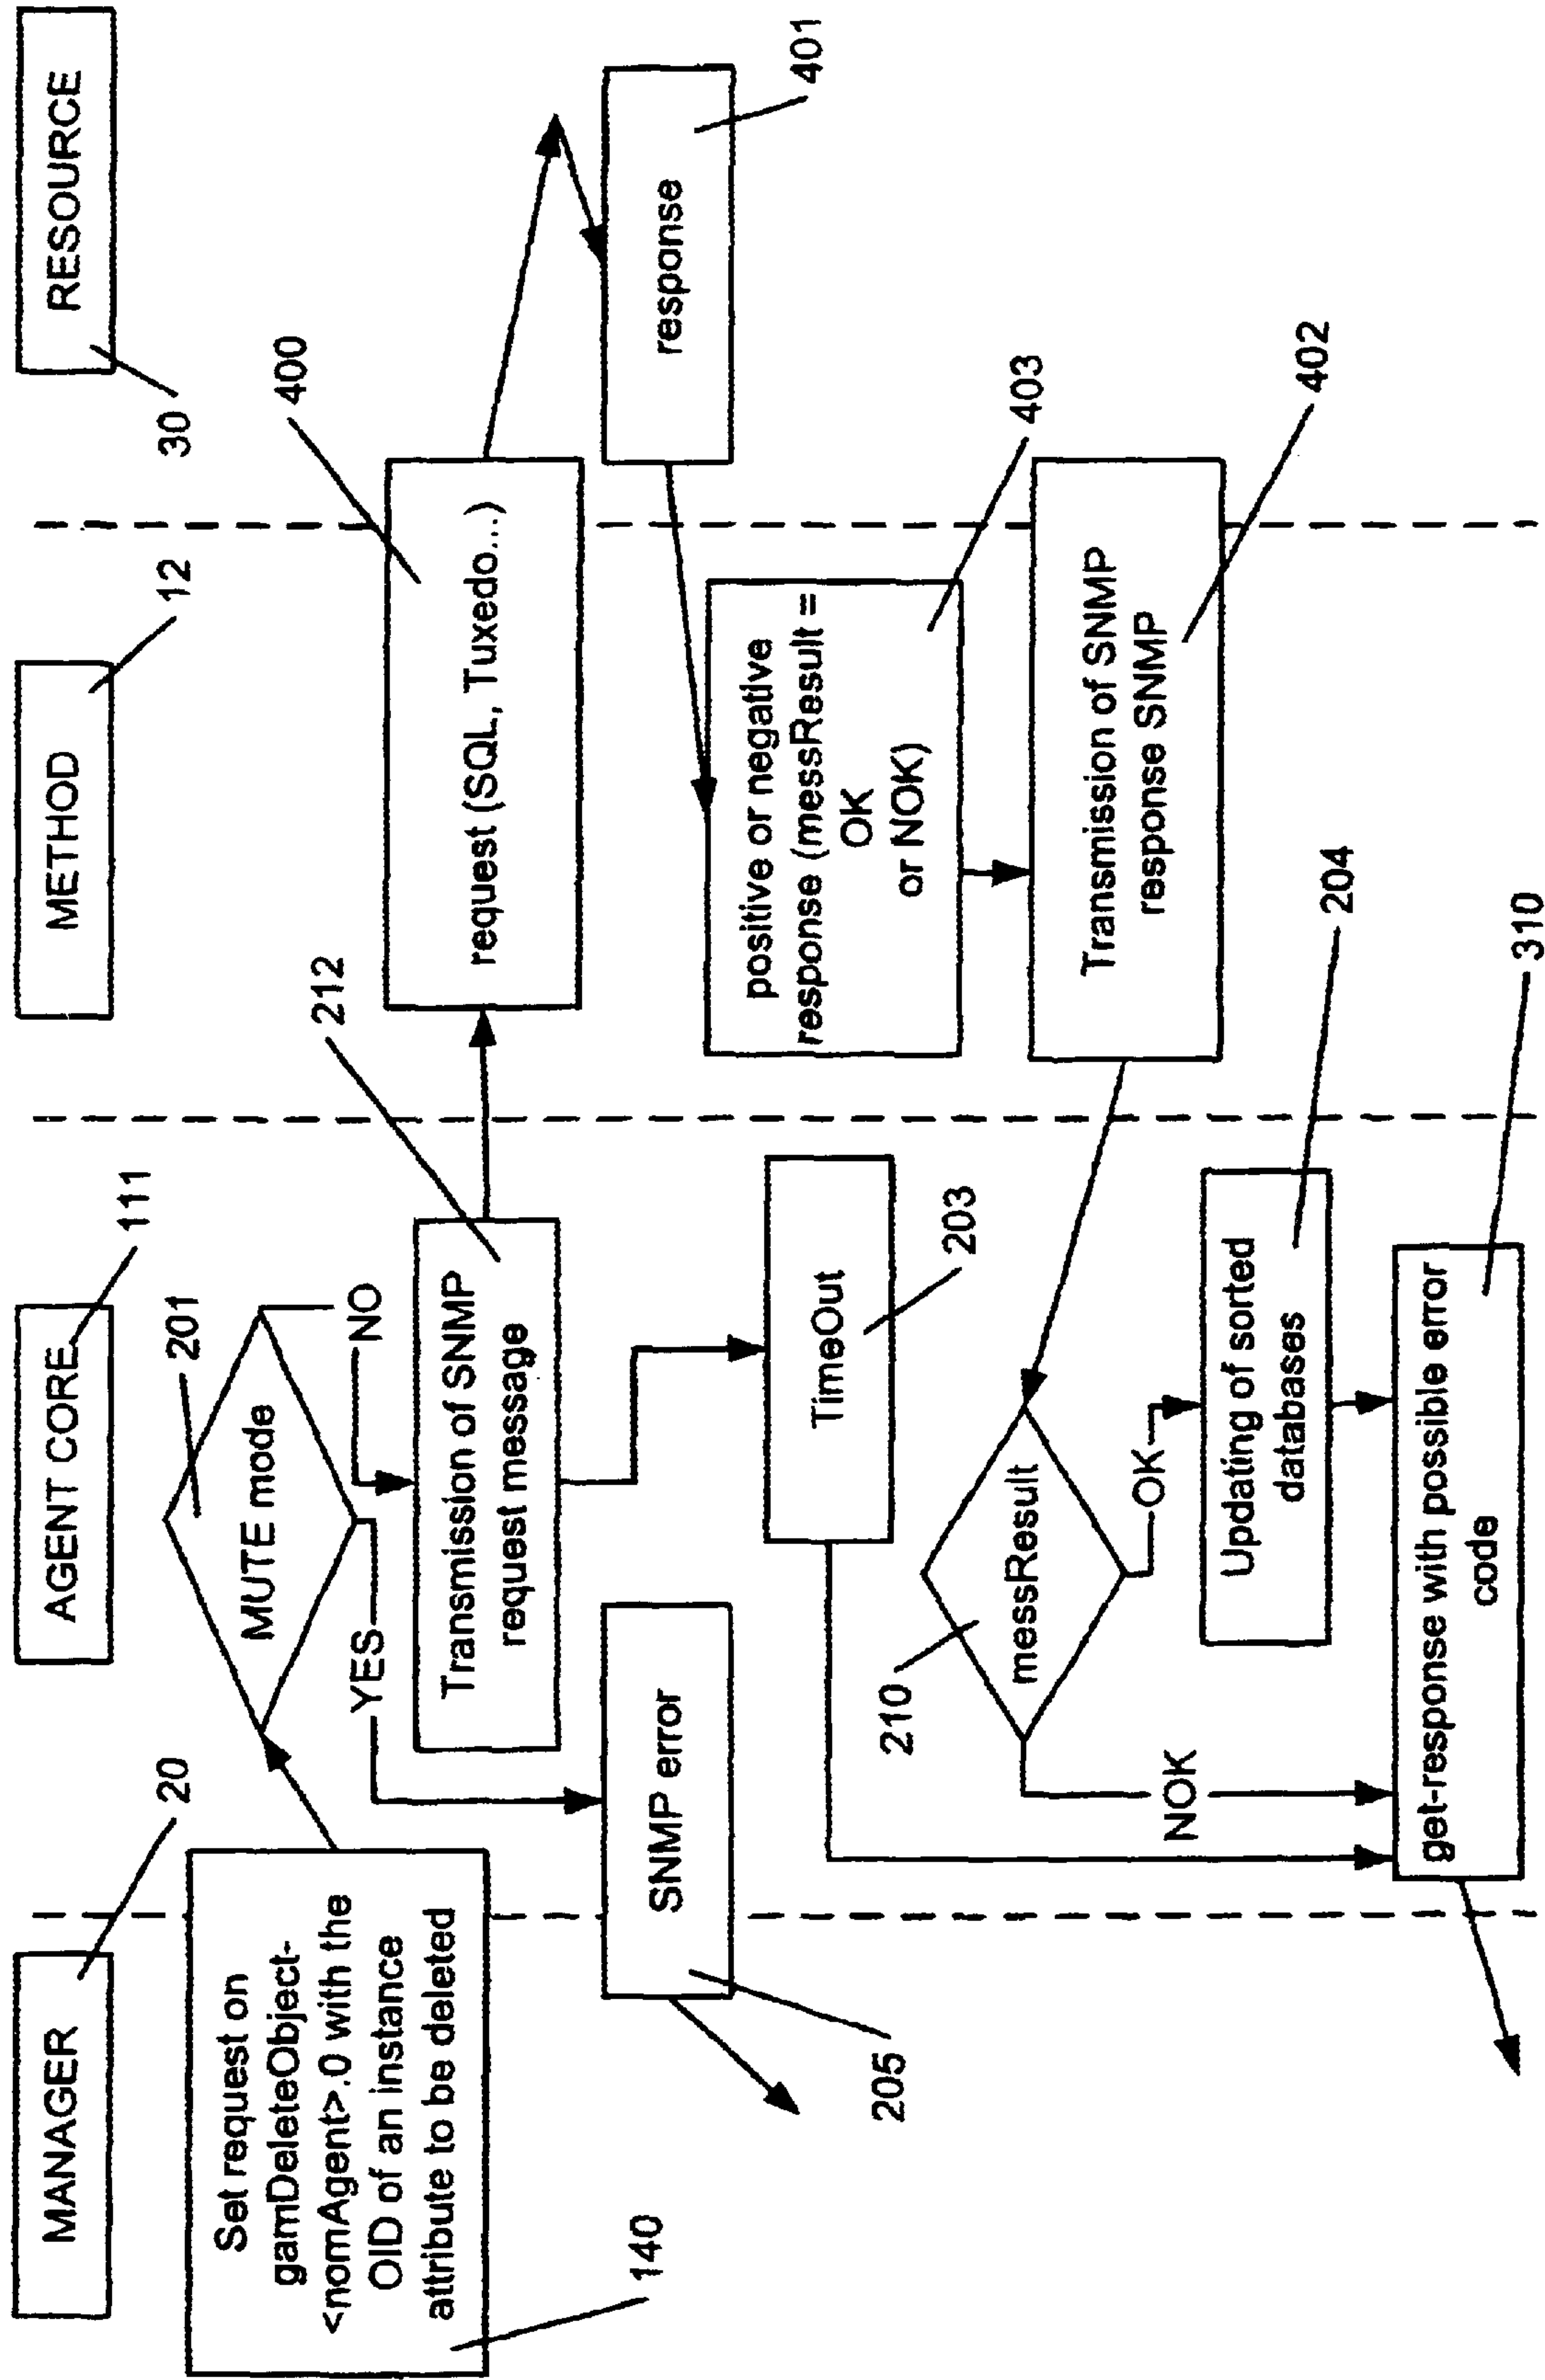 MANAGER
20
AGENT CORE
111
METHOD
12
RESOURCE
30
Set request on
gamDeleteObject-
<nomAgent>.0 with the
OID of an instance
attribute to be deleted
140
201
MUTE mode
YES
NO
Transmission of SNMP
request message
212
request (SQL, Tuxedo...)
400
response
401
SNMP error
205
TimeOut
203
positive or negative
response (messResult =
OK
or NOK)
403
Transmission of SNMP
response SNMP
402
210
messResult
NOK
OK
Updating of sorted
databases
204
get-response with possible error
code
310